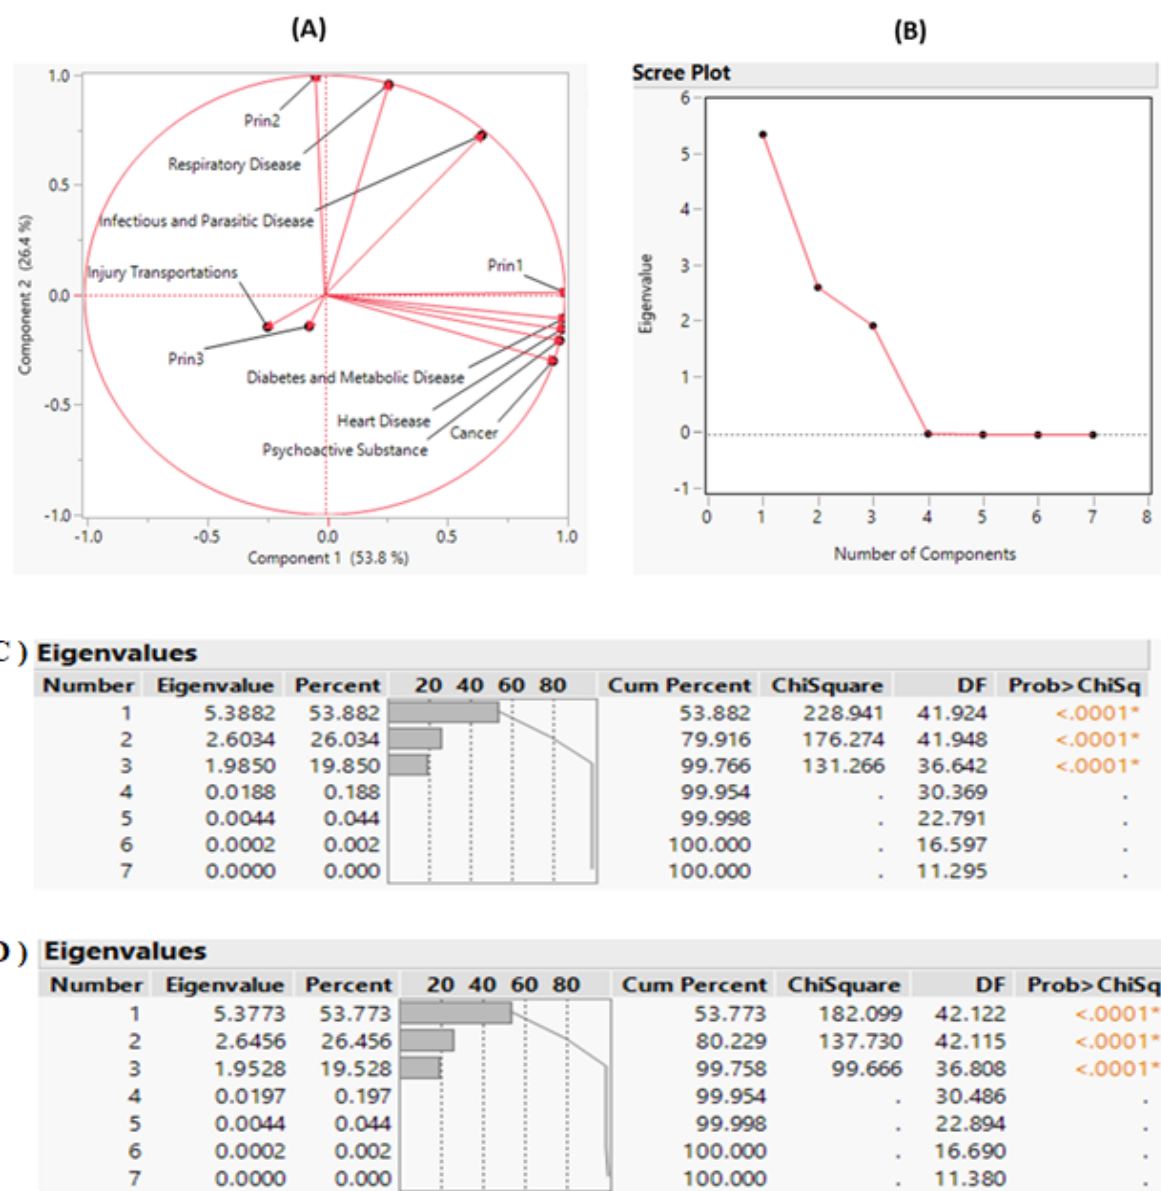 (A)
1.0
0.5
0.0
-0.5
-1.0
Component 2 (26.4 %)
Prin2
Respiratory Disease
Infectious and Parasitic Disease
Injury Transportations
Prin1
Prin3
Diabetes and Metabolic Disease
Heart Disease
Cancer
Psychoactive Substance
-1.0 -0.5 0.0 0.5 1.0
Component 1 (53.8 %)
(B)
Scree Plot
6
5
4
3
2
1
0
-1
Eigenvalue
0 1 2 3 4 5 6 7 8
Number of Components
C ) Eigenvalues
Number Eigenvalue Percent 20 40 60 80 Cum Percent ChiSquare DF Prob>ChiSq
1 5.3882 53.882 53.882 228.941 41.924 <.0001*
2 2.6034 26.034 79.916 176.274 41.948 <.0001*
3 1.9850 19.850 99.766 131.266 36.642 <.0001*
4 0.0188 0.188 99.954 . 30.369 .
5 0.0044 0.044 99.998 . 22.791 .
6 0.0002 0.002 100.000 . 16.597 .
7 0.0000 0.000 100.000 . 11.295 .
D ) Eigenvalues
Number Eigenvalue Percent 20 40 60 80 Cum Percent ChiSquare DF Prob>ChiSq
1 5.3773 53.773 53.773 182.099 42.122 <.0001*
2 2.6456 26.456 80.229 137.730 42.115 <.0001*
3 1.9528 19.528 99.758 99.666 36.808 <.0001*
4 0.0197 0.197 99.954 . 30.486 .
5 0.0044 0.044 99.998 . 22.894 .
6 0.0002 0.002 100.000 . 16.690 .
7 0.0000 0.000 100.000 . 11.380 .